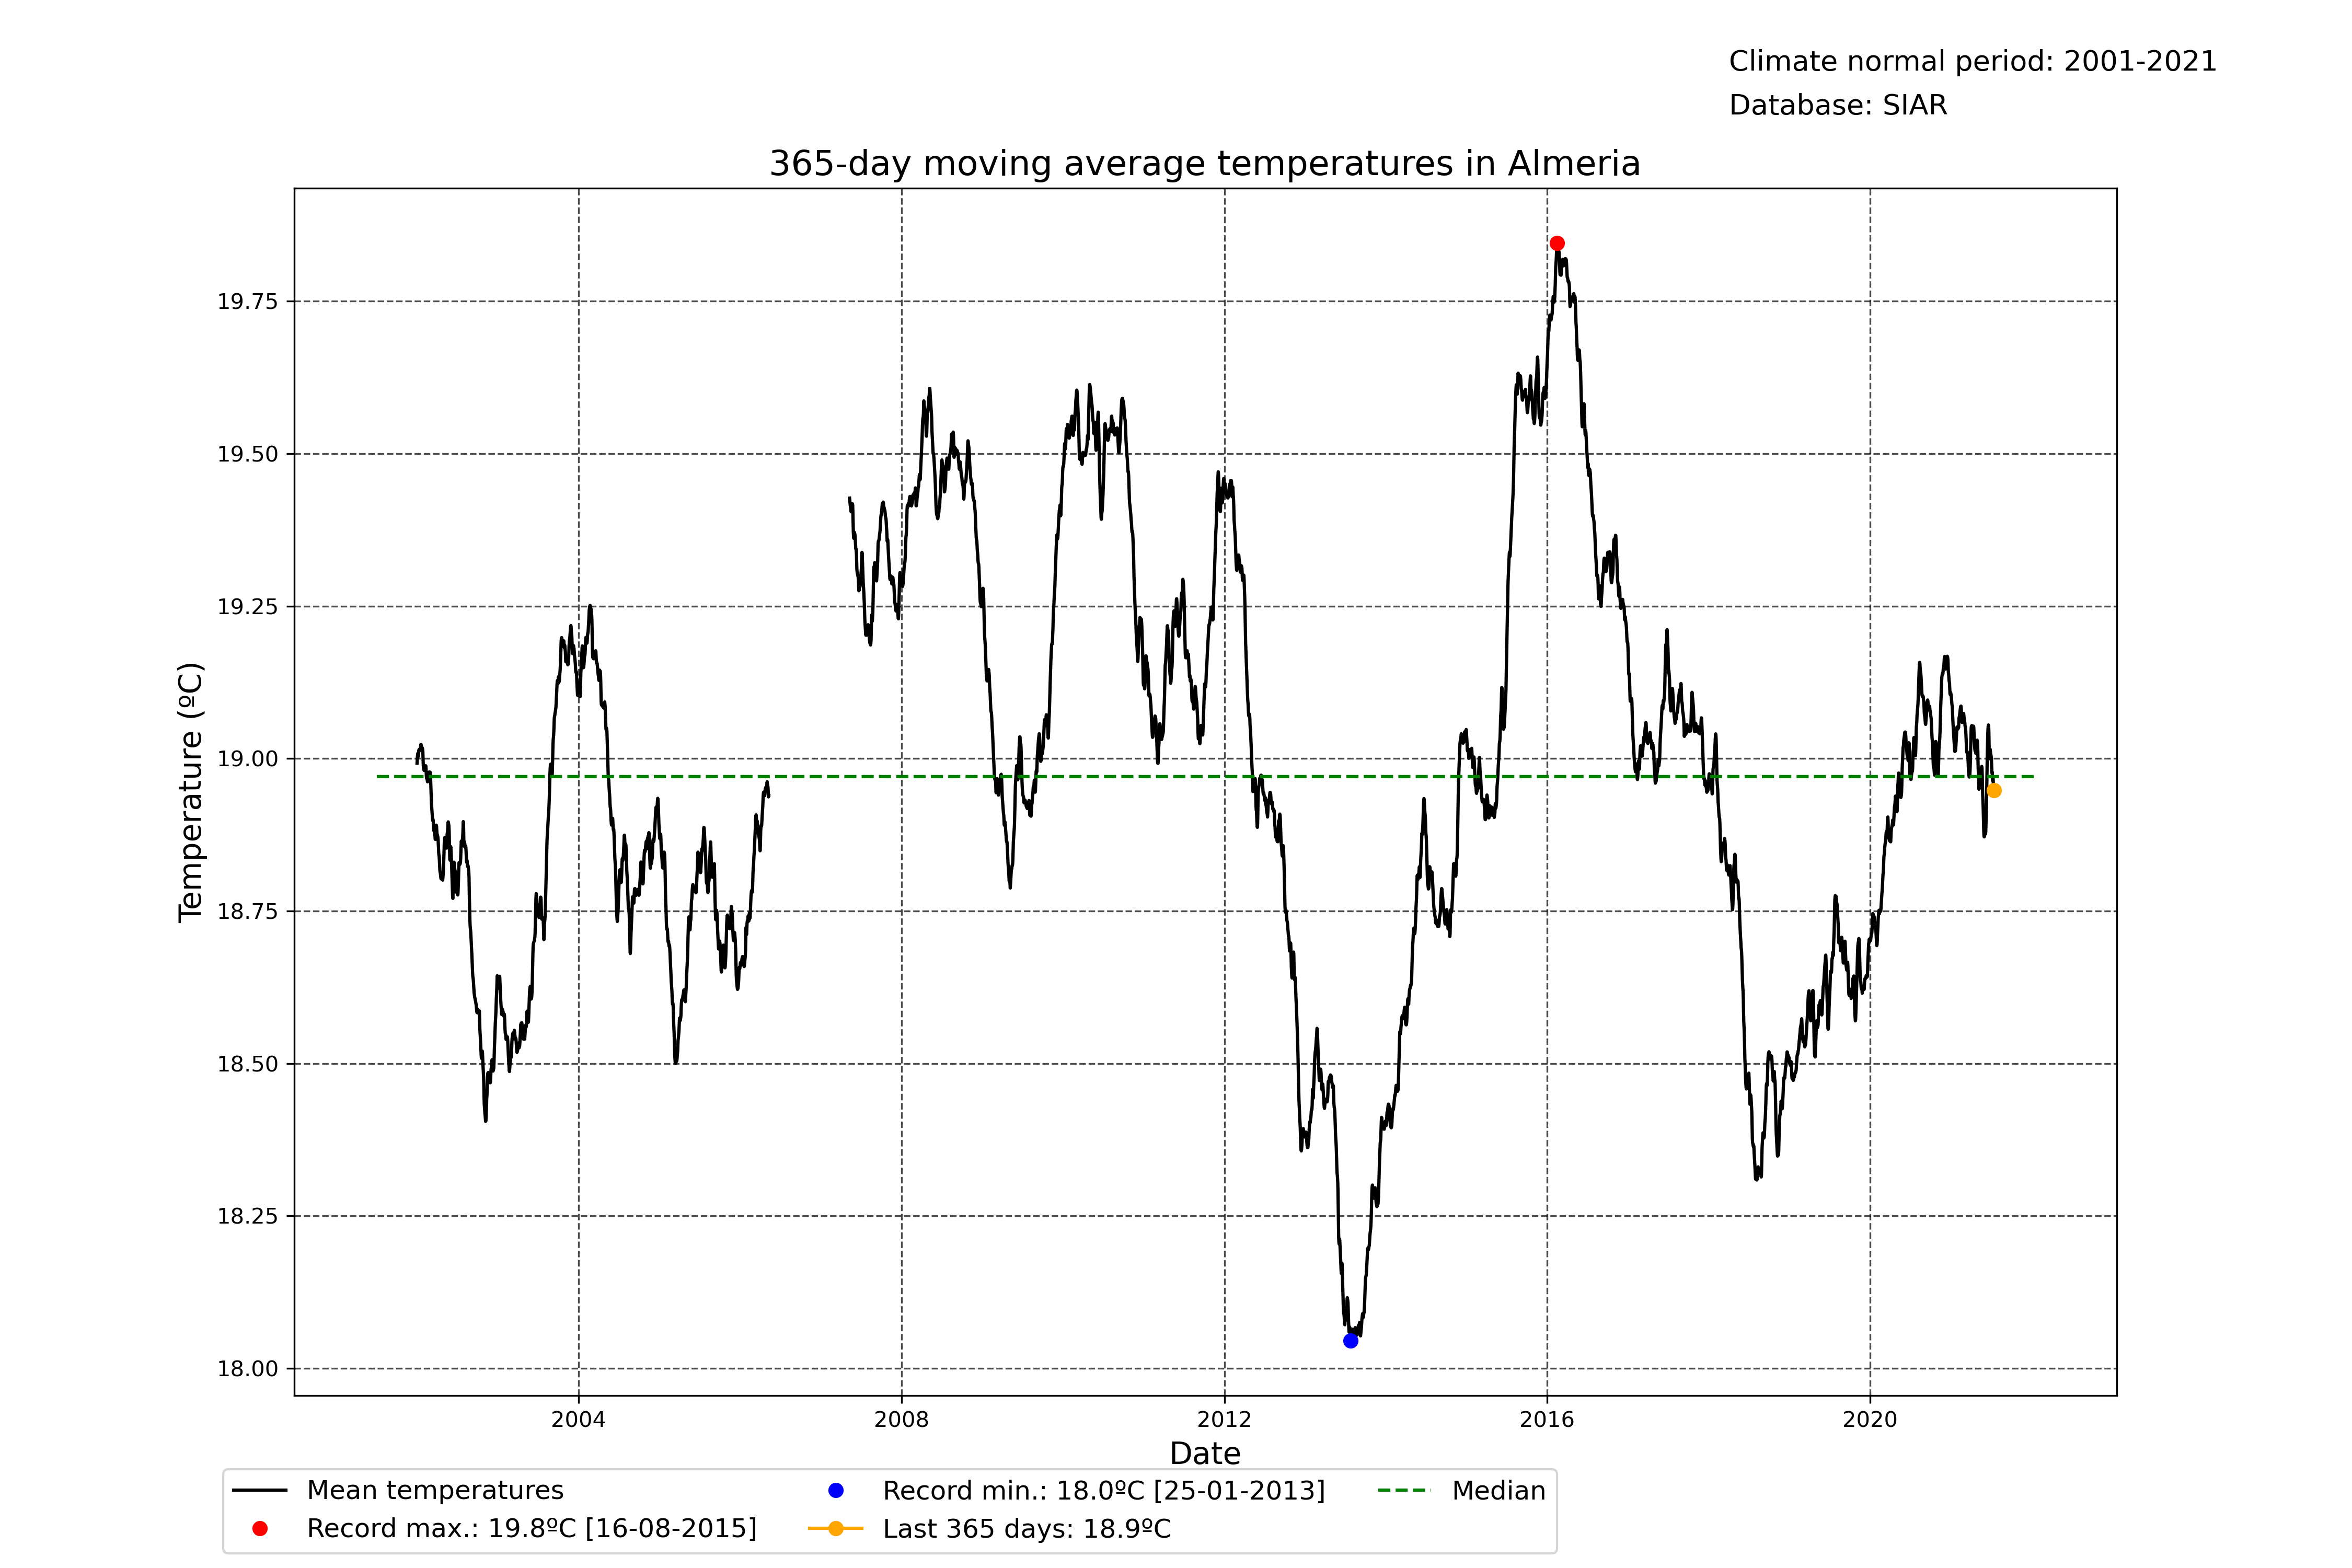 Climate normal period: 2001-2021
Database: SIAR
365-day moving average temperatures in Almeria
Temperature (ºC)
19.75
19.50
19.25
19.00
18.75
18.50
18.25
18.00
2004 2008 2012 2016 2020
Date
Mean temperatures
Record max.: 19.8ºC [16-08-2015]
Record min.: 18.0ºC [25-01-2013]
Last 365 days: 18.9ºC
Median